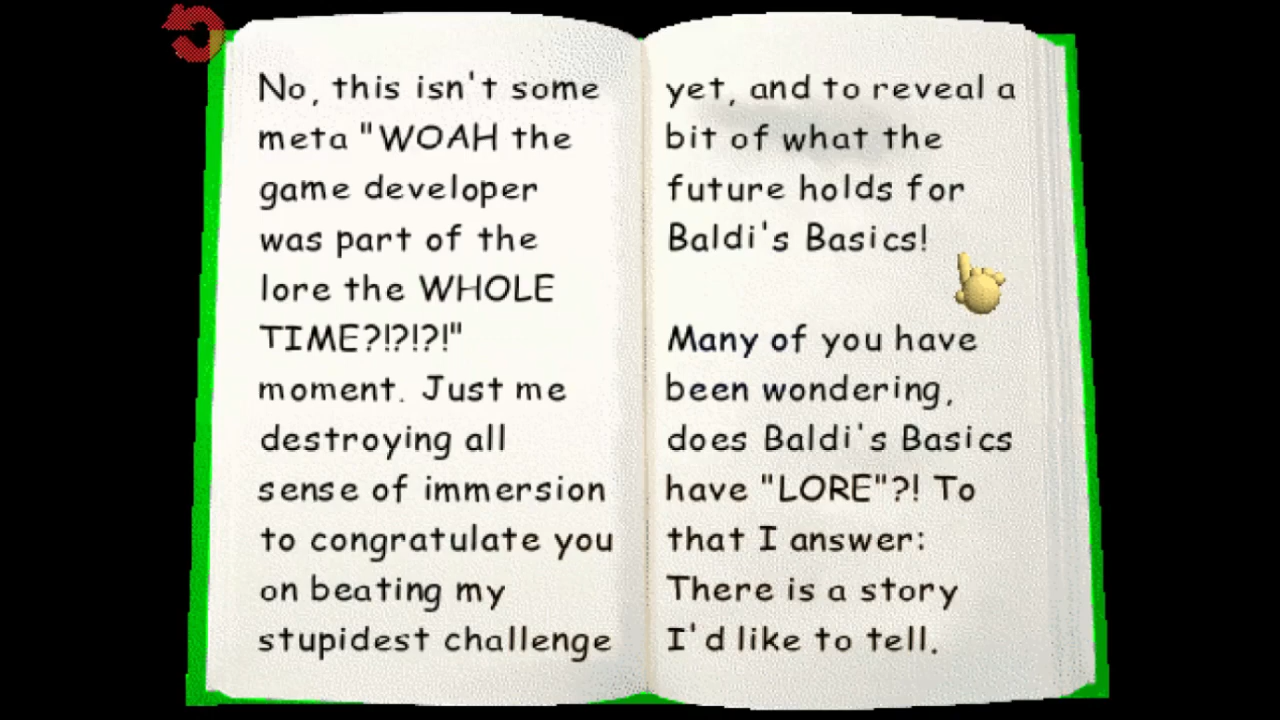 No, this isn't some
meta "WOAH the
game developer
was part of the
lore the WHOLE
TIME?!?!?!"
moment. Just me
destroying all
sense of immersion
to congratulate you
on beating my
stupidest challenge
yet, and to reveal a
bit of what the
future holds for
Baldi's Basics!
Many of you have
been wondering,
does Baldi's Basics
have "LORE"?! To
that I answer:
There is a story
I'd like to tell.